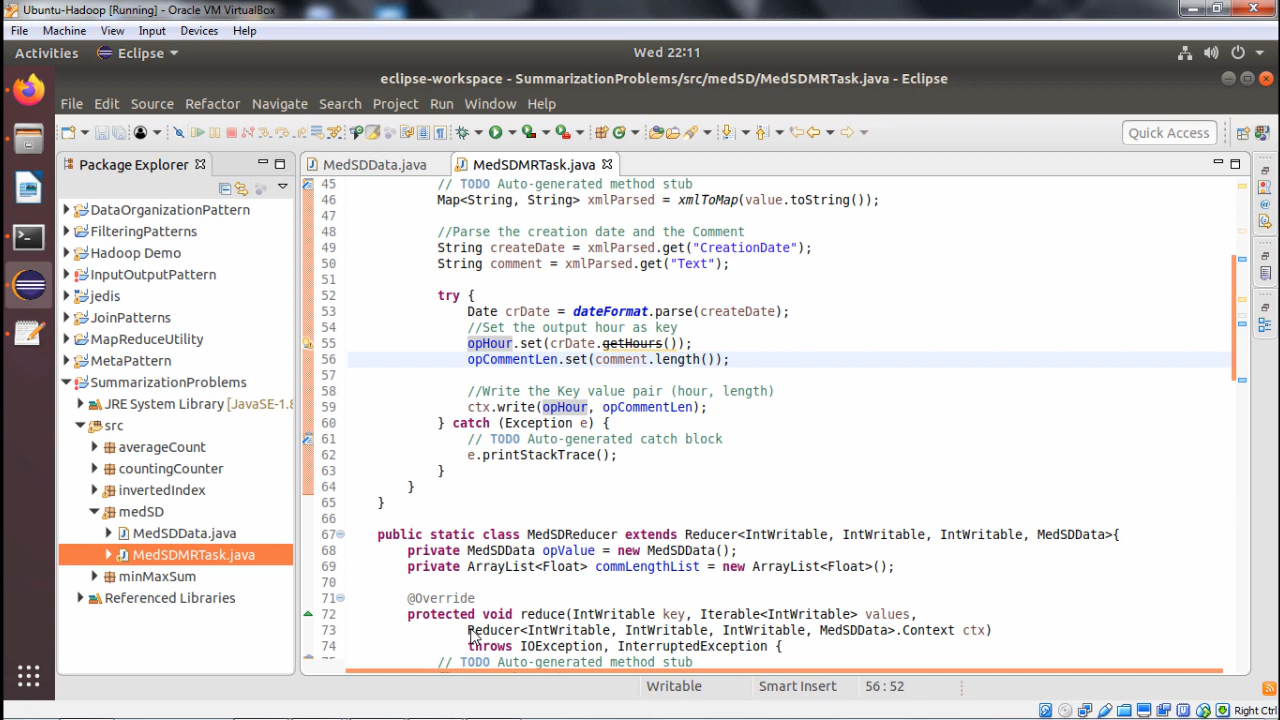 Ubuntu-Hadoop [Running] - Oracle VM VirtualBox
File Machine View Input Devices Help
Activities Eclipse Wed 22:11
eclipse-workspace - SummarizationProblems/src/medSD/MedSDMRTask.java - Eclipse
File Edit Source Refactor Navigate Search Project Run Window Help
Quick Access
Package Explorer
DataOrganizationPattern
FilteringPatterns
Hadoop Demo
InputOutputPattern
jedis
JoinPatterns
MapReduceUtility
MetaPattern
SummarizationProblems
JRE System Library [JavaSE-1.8
src
averageCount
countingCounter
invertedIndex
medSD
MedSDData.java
MedSDMRTask.java
minMaxSum
Referenced Libraries
MedSDData.java MedSDMRTask.java
45 // TODO Auto-generated method stub
46 Map<String, String> xmlParsed = xmlToMap(value.toString());
47
48 //Parse the creation date and the Comment
49 String createDate = xmlParsed.get("CreationDate");
50 String comment = xmlParsed.get("Text");
51
52 try {
53 Date crDate = dateFormat.parse(createDate);
54 //Set the output hour as key
55 opHour.set(crDate.getHours());
56 opCommentLen.set(comment.length());
57
58 //Write the Key value pair (hour, length)
59 ctx.write(opHour, opCommentLen);
60 } catch (Exception e) {
61 // TODO Auto-generated catch block
62 e.printStackTrace();
63 }
64 }
65 }
66
67 public static class MedSDReducer extends Reducer<IntWritable, IntWritable, IntWritable, MedSDData>{
68 private MedSDData opValue = new MedSDData();
69 private ArrayList<Float> commLengthList = new ArrayList<Float>();
70
71 @Override
72 protected void reduce(IntWritable key, Iterable<IntWritable> values,
73 Reducer<IntWritable, IntWritable, IntWritable, MedSDData>.Context ctx)
74 throws IOException, InterruptedException {
75 // TODO Auto-generated method stub
Writable Smart Insert 56:52
Right Ctrl